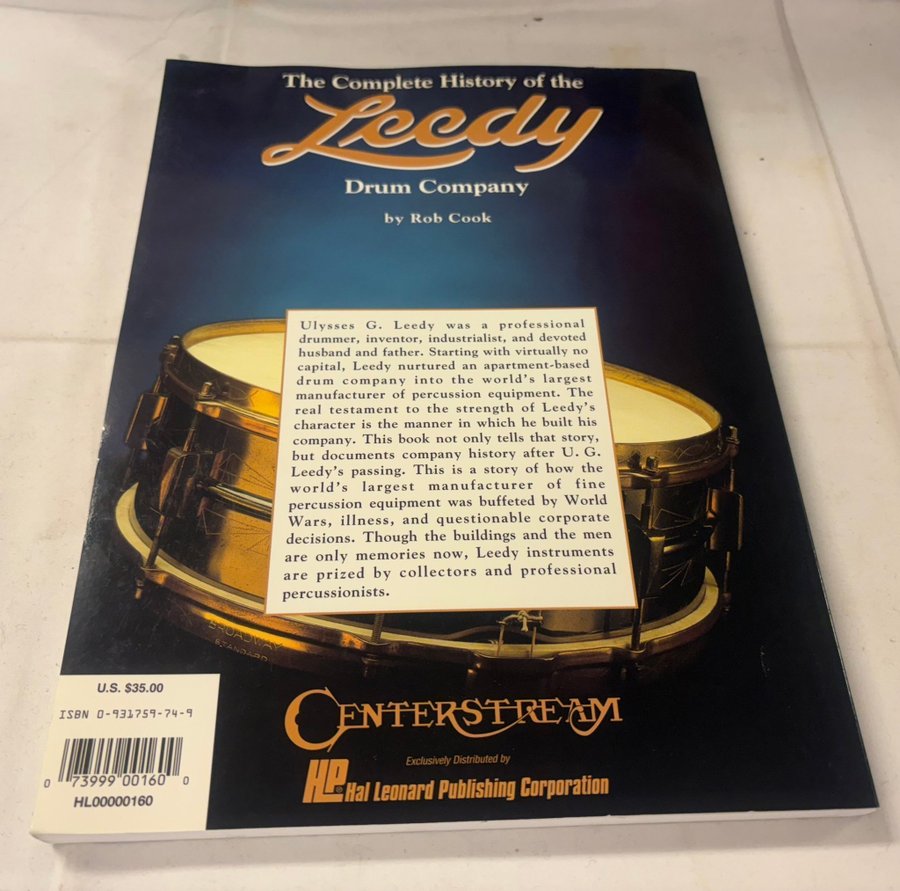 The Complete History of the
Leedy
Drum Company
by Rob Cook
Ulysses G. Leedy was a professional
drummer, inventor, industrialist, and devoted
husband and father. Starting with virtually no
capital, Leedy nurtured an apartment-based
drum company into the world's largest
manufacturer of percussion equipment. The
real testament to the strength of Leedy's
character is the manner in which he built his
company. This book not only tells that story,
but documents company history after U. G.
Leedy's passing. This is a story of how the
world's largest manufacturer of fine
percussion equipment was buffeted by World
Wars, illness, and questionable corporate
decisions. Though the buildings and the men
are only memories now, Leedy instruments
are prized by collectors and professional
percussionists.
BROADWAY
STANDARD
U.S. $35.00
ISBN 0-931759-74-9
0 73999 00160 0
HL00000160
CENTERSTREAM
Exclusively Distributed by
HL® Hal Leonard Publishing Corporation